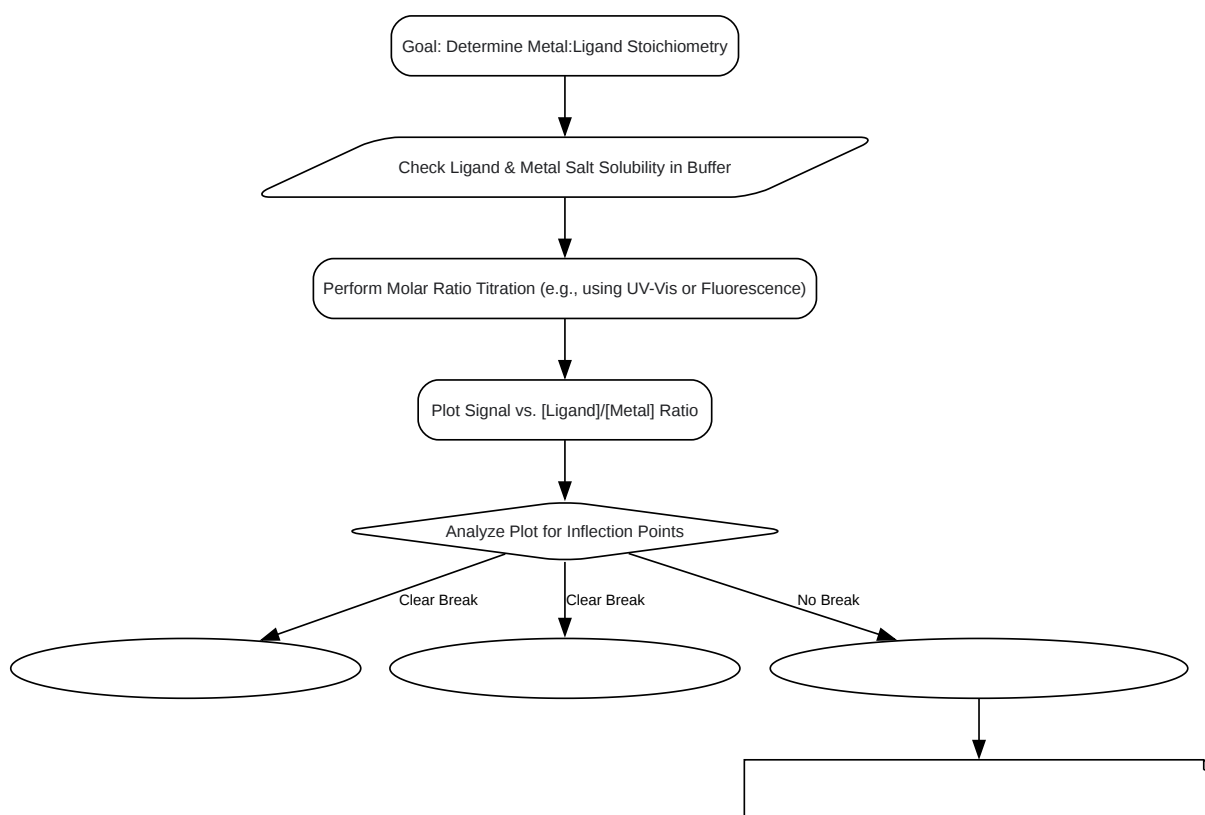 Goal: Determine Metal:Ligand Stoichiometry
Check Ligand & Metal Salt Solubility in Buffer
Perform Molar Ratio Titration (e.g., using UV-Vis or Fluorescence)
Plot Signal vs. [Ligand]/[Metal] Ratio
Analyze Plot for Inflection Points
Clear Break
Clear Break
No Break